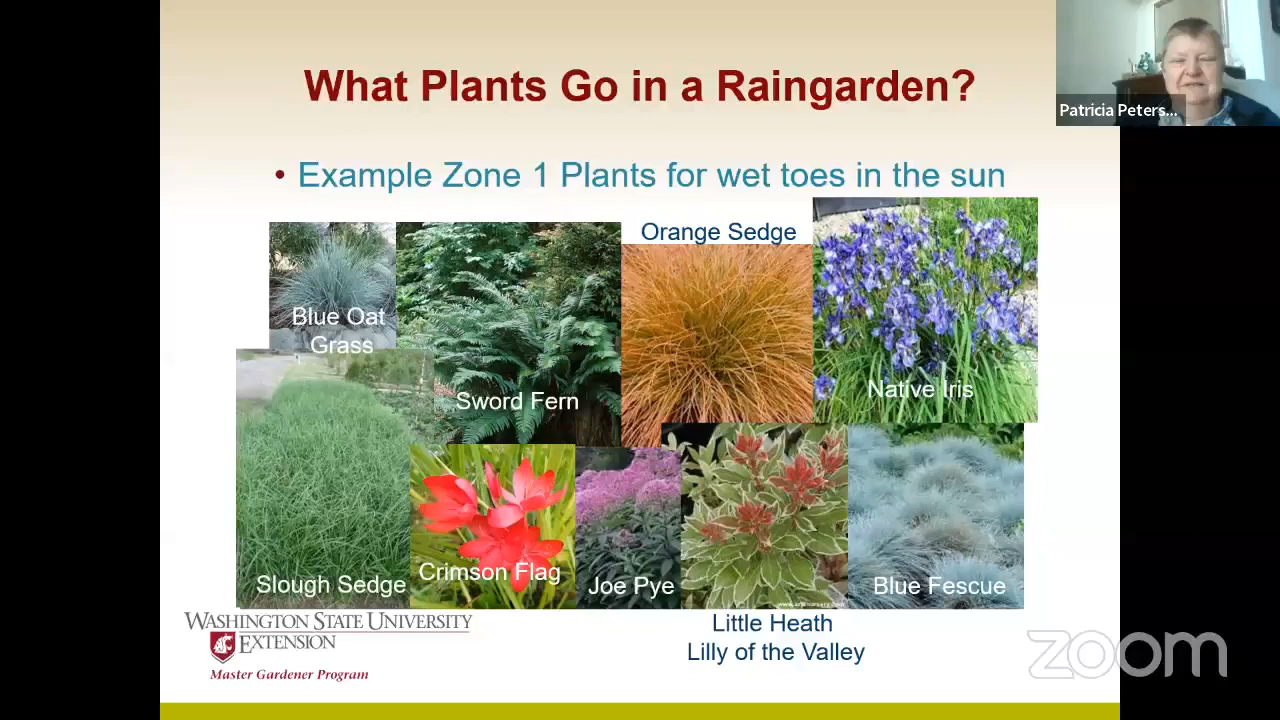 What Plants Go in a Raingarden?
Patricia Peters...
• Example Zone 1 Plants for wet toes in the sun
Orange Sedge
Blue Oat
Grass
Native Iris
Sword Fern
Slough Sedge
Crimson Flag
Joe Pye
Blue Fescue
WASHINGTON STATE UNIVERSITY
EXTENSION
Master Gardener Program
Little Heath
Lilly of the Valley
zoom